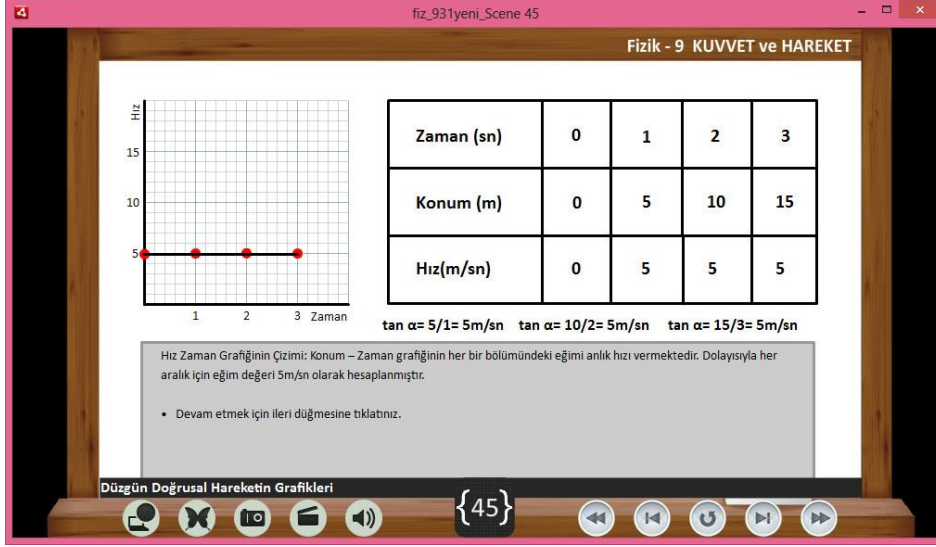 fiz_931yeni_Scene 45
Fizik - 9 KUVVET ve HAREKET
Hız
15
10
5
1 2 3 Zaman
Zaman (sn) 0 1 2 3
Konum (m) 0 5 10 15
Hız(m/sn) 0 5 5 5
tan α= 5/1= 5m/sn tan α= 10/2= 5m/sn tan α= 15/3= 5m/sn
Hız Zaman Grafiğinin Çizimi: Konum – Zaman grafiğinin her bir bölümündeki eğimi anlık hızı vermektedir. Dolayısıyla her
aralık için eğim değeri 5m/sn olarak hesaplanmıştır.
• Devam etmek için ileri düğmesine tıklatınız.
Düzgün Doğrusal Hareketin Grafikleri
{45}